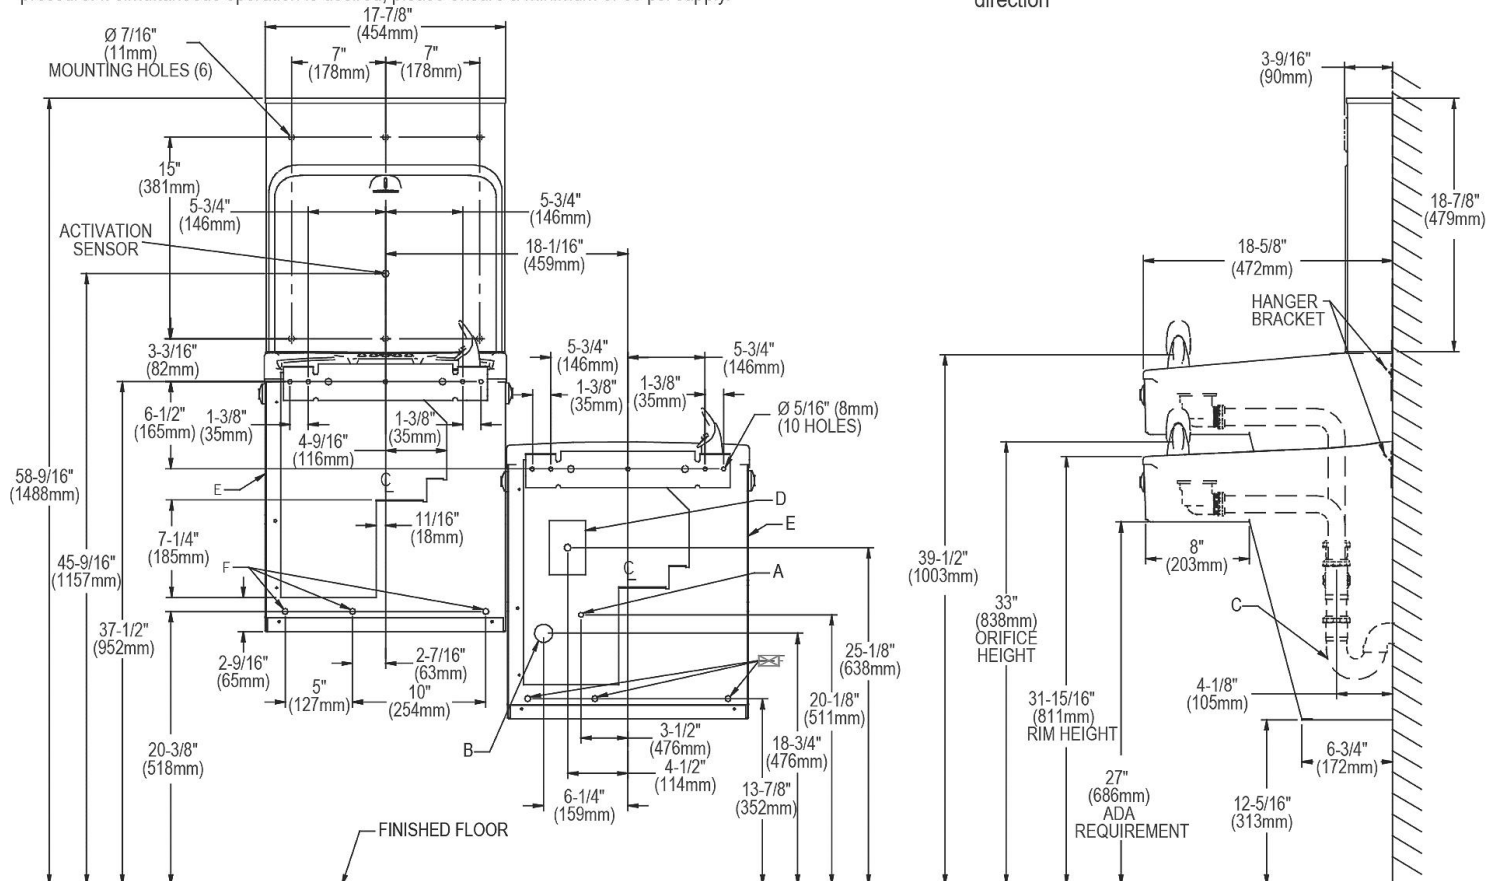 direction
17-7/8"
(454mm)
Ø 7/16"
(11mm)
MOUNTING HOLES (6)
7"
(178mm)
7"
(178mm)
3-9/16"
(90mm)
15"
(381mm)
5-3/4"
(146mm)
5-3/4"
(146mm)
18-7/8"
(479mm)
ACTIVATION
SENSOR
18-1/16"
(459mm)
18-5/8"
(472mm)
HANGER
BRACKET
3-3/16"
(82mm)
5-3/4"
(146mm)
5-3/4"
(146mm)
1-3/8"
(35mm)
1-3/8"
(35mm)
6-1/2"
(165mm)
1-3/8"
(35mm)
1-3/8"
(35mm)
Ø 5/16" (8mm)
(10 HOLES)
4-9/16"
(116mm)
58-9/16"
(1488mm)
E
C
L
D
11/16"
(18mm)
E
7-1/4"
(185mm)
45-9/16"
(1157mm)
39-1/2"
(1003mm)
8"
(203mm)
F
C
L
A
33"
(838mm)
ORIFICE
HEIGHT
C
37-1/2"
(952mm)
2-9/16"
(65mm)
2-7/16"
(63mm)
25-1/8"
(638mm)
5"
(127mm)
10"
(254mm)
20-1/8"
(511mm)
31-15/16"
(811mm)
RIM HEIGHT
4-1/8"
(105mm)
20-3/8"
(518mm)
B
3-1/2"
(476mm)
18-3/4"
(476mm)
4-1/2"
(114mm)
6-3/4"
(172mm)
13-7/8"
(352mm)
27"
(686mm)
ADA
REQUIREMENT
6-1/4"
(159mm)
12-5/16"
(313mm)
FINISHED FLOOR